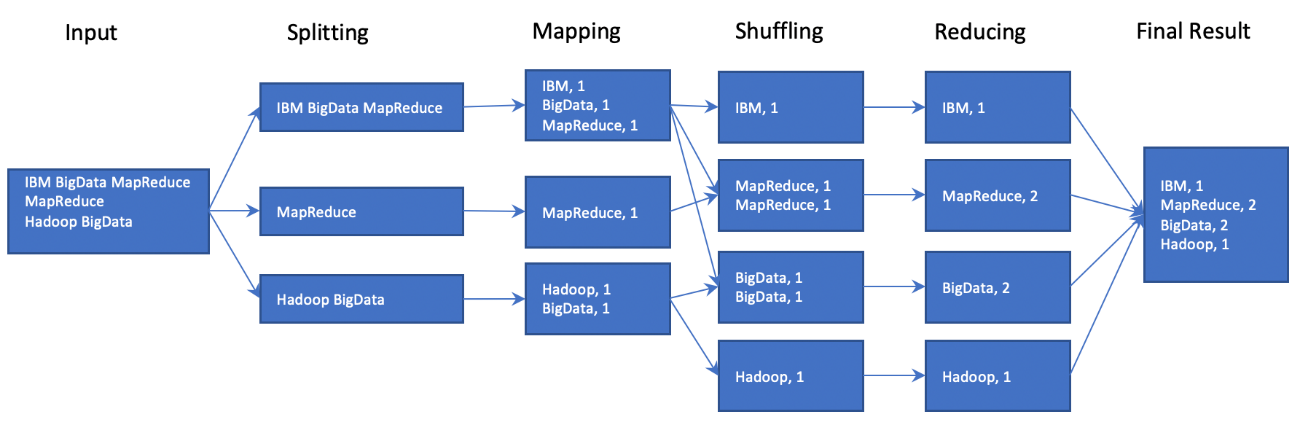 Input
Splitting
Mapping
Shuffling
Reducing
Final Result
IBM BigData MapReduce
MapReduce
Hadoop BigData
IBM BigData MapReduce
MapReduce
Hadoop BigData
IBM, 1
BigData, 1
MapReduce, 1
MapReduce, 1
Hadoop, 1
BigData, 1
IBM, 1
MapReduce, 1
MapReduce, 1
BigData, 1
BigData, 1
Hadoop, 1
IBM, 1
MapReduce, 2
BigData, 2
Hadoop, 1
IBM, 1
MapReduce, 2
BigData, 2
Hadoop, 1